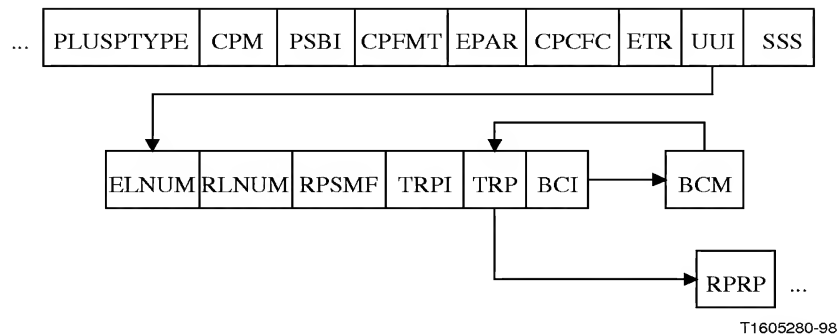 ... PLUSPTYPE CPM PSBI CPFMT EPAR CPCFC ETR UUI SSS
ELNUM RLNUM RPSMF TRPI TRP BCI BCM
RPRP ...
T1605280-98